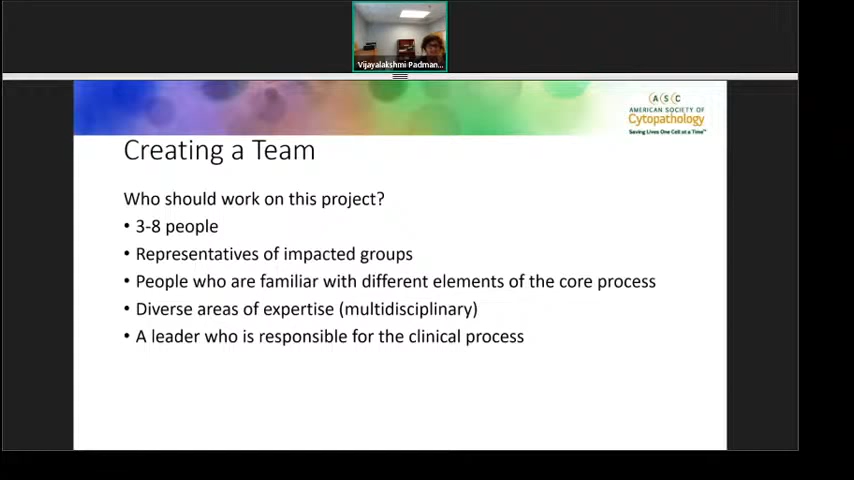 Vijayalakshmi Padman...
A S C
AMERICAN SOCIETY OF
Cytopathology
Saving Lives One Cell at a Time™
Creating a Team
Who should work on this project?
• 3-8 people
• Representatives of impacted groups
• People who are familiar with different elements of the core process
• Diverse areas of expertise (multidisciplinary)
• A leader who is responsible for the clinical process